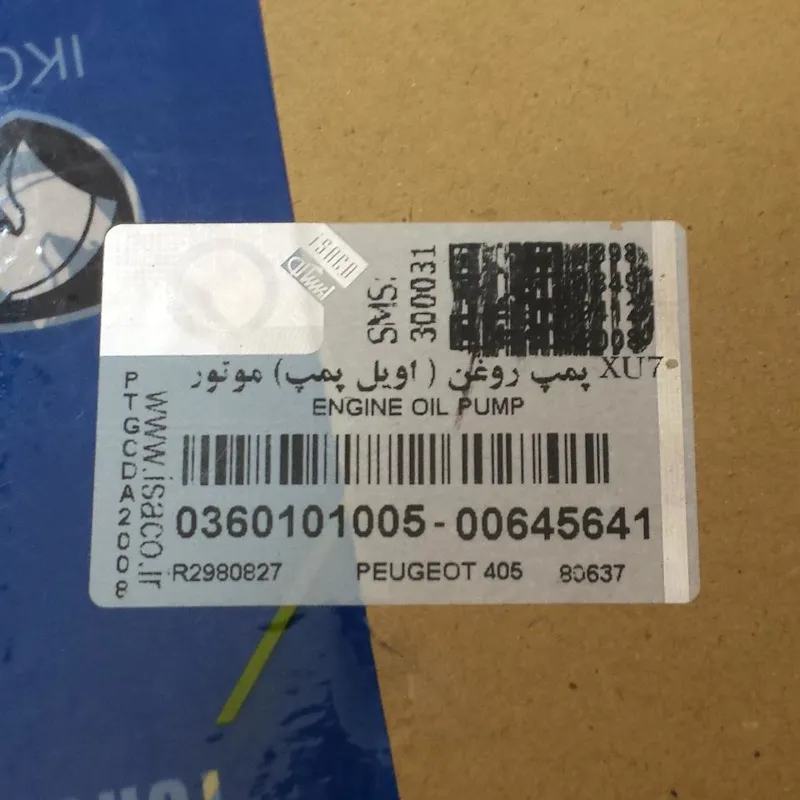 IKC
isaco
SMS:
300031
پمپ روغن ( اویل پمپ) موتور XU7
ENGINE OIL PUMP
PTGCDA2008
www.isaco.ir
0360101005-00645641
R2980827 PEUGEOT 405 80637